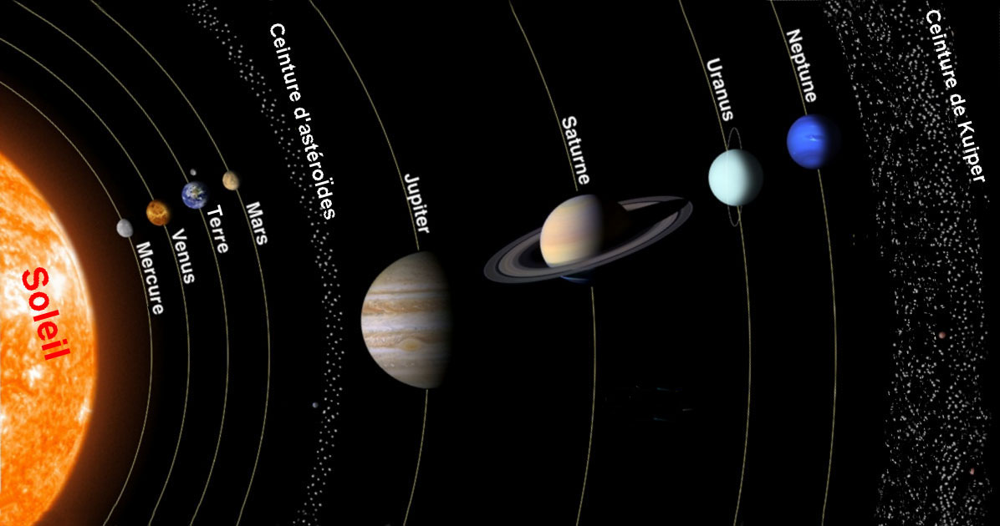 Soleil
Mercure
Venus
Terre
Mars
Ceinture d'astéroïdes
Jupiter
Saturne
Uranus
Neptune
Ceinture de Kuiper